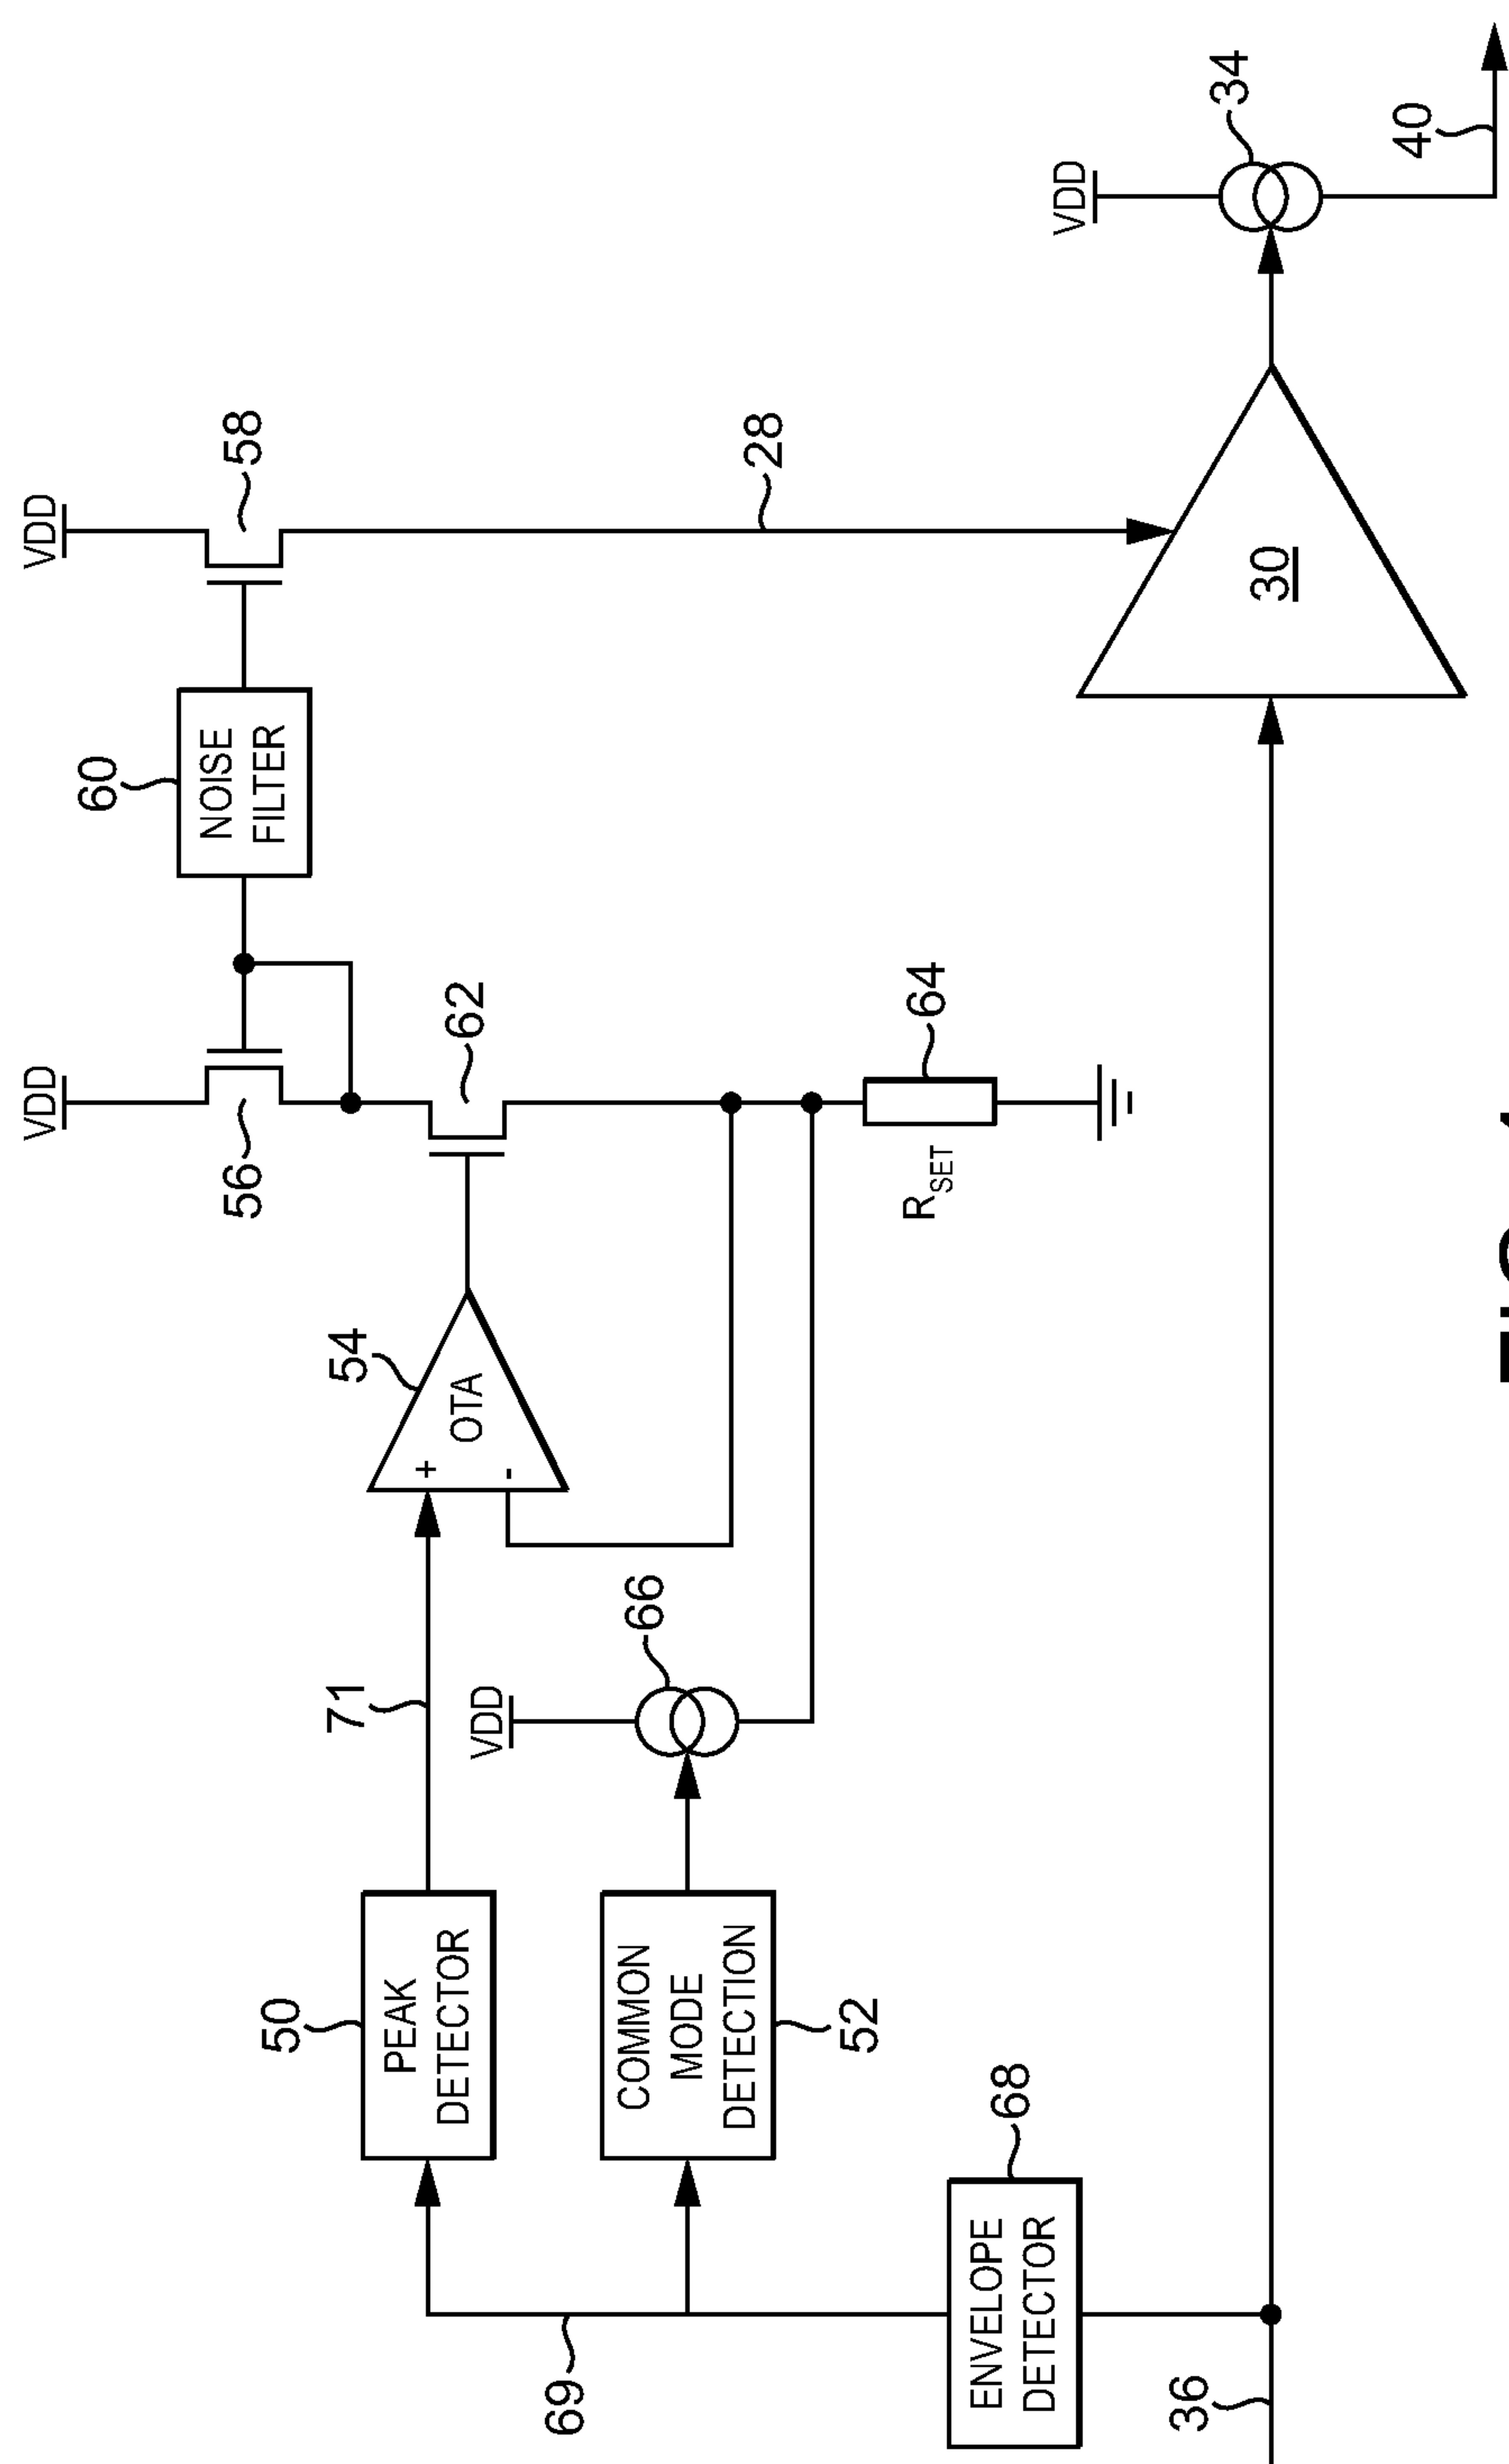 VDD
VDD
60
NOISE
FILTER
56
58
50
71
54
62
PEAK
DETECTOR
+
OTA
-
VDD
66
69
COMMON
MODE
DETECTION
28
52
R_SET
64
68
ENVELOPE
DETECTOR
VDD
36
34
30
40